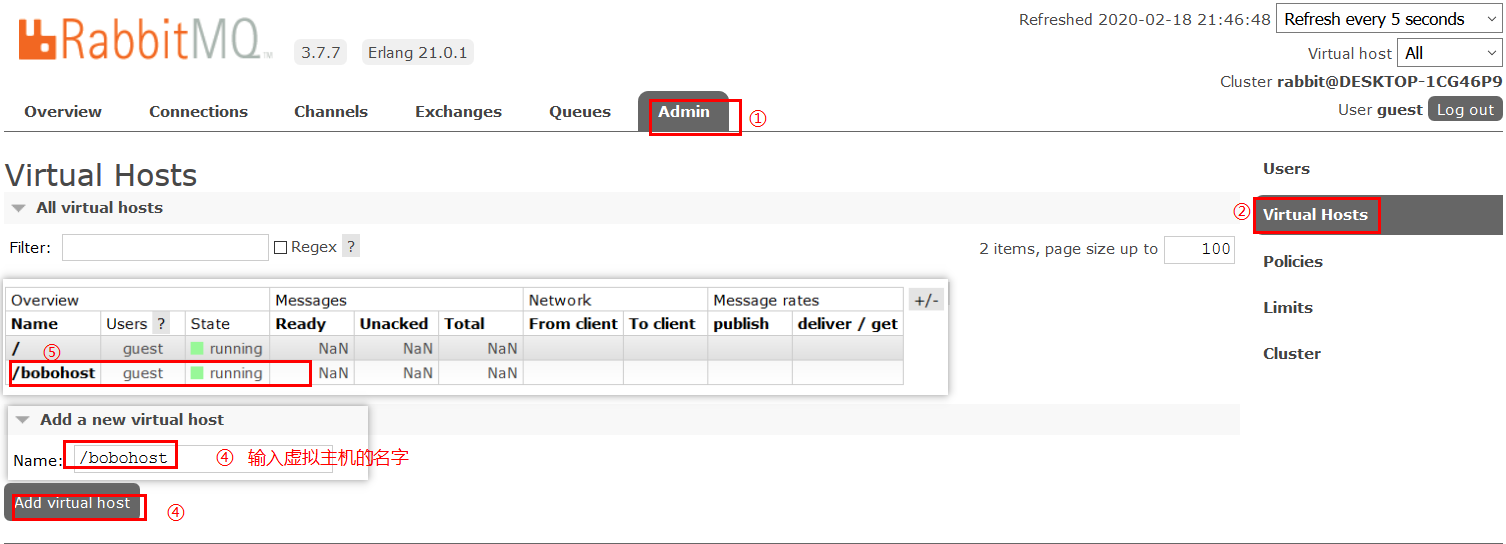 Refreshed 2020-02-18 21:46:48 Refresh every 5 seconds
RabbitMQ TM 3.7.7 Erlang 21.0.1
Virtual host All
Cluster rabbit@DESKTOP-1CG46P9
User guest Log out
Overview Connections Channels Exchanges Queues Admin ①
Virtual Hosts
All virtual hosts
Filter: Regex ? 2 items, page size up to 100
Overview Messages Network Message rates +/-
Name Users ? State Ready Unacked Total From client To client publish deliver / get
/ guest running NaN NaN NaN
⑤
/bobohost guest running NaN NaN NaN
Add a new virtual host
Name: /bobohost ④ 输入虚拟主机的名字
Add virtual host ④
Users
② Virtual Hosts
Policies
Limits
Cluster